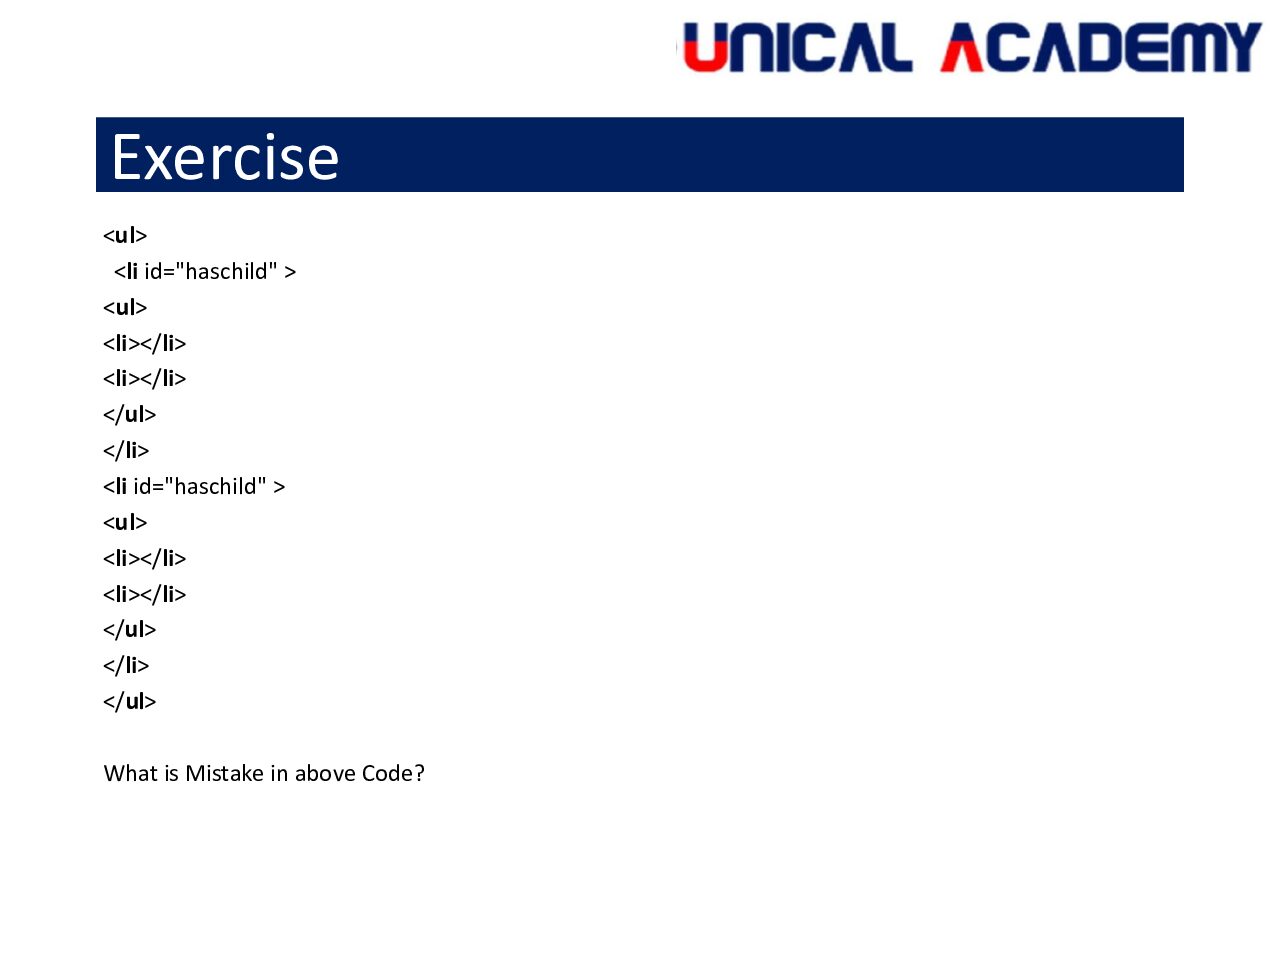 UNICAL ACADEMY
Exercise
<ul>
<li id="haschild" >
<ul>
<li></li>
<li></li>
</ul>
</li>
<li id="haschild" >
<ul>
<li></li>
<li></li>
</ul>
</li>
</ul>
What is Mistake in above Code?